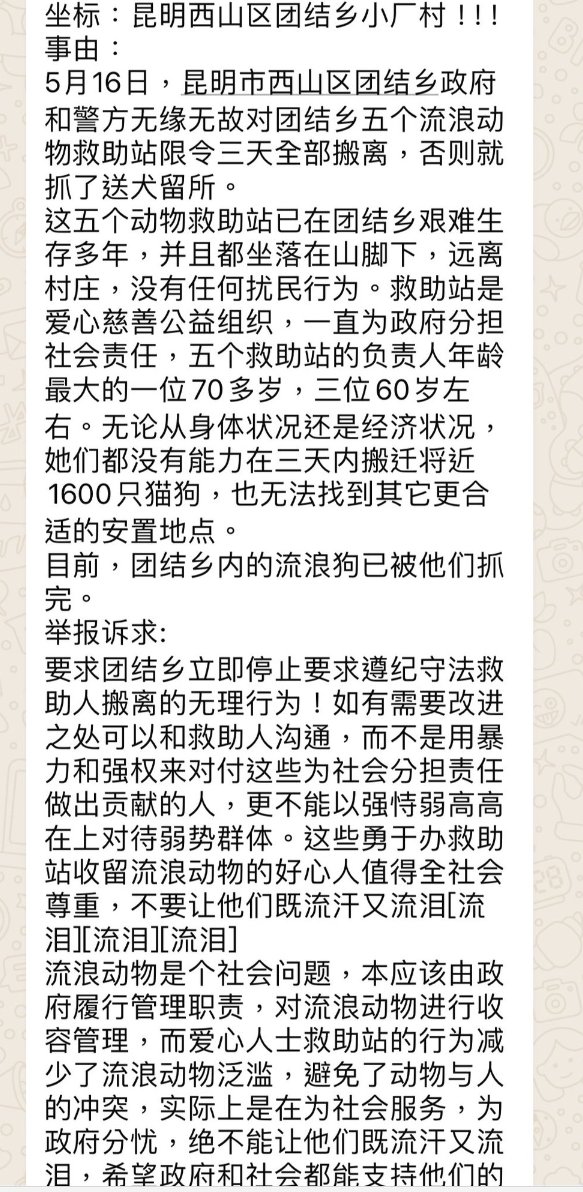 坐标：昆明西山区团结乡小厂村！！！
事由：
5月16日，昆明市西山区团结乡政府
和警方无缘无故对团结乡五个流浪动
物救助站限令三天全部搬离，否则就
抓了送犬留所。
这五个动物救助站已在团结乡艰难生
存多年，并且都坐落在山脚下，远离
村庄，没有任何扰民行为。救助站是
爱心慈善公益组织，一直为政府分担
社会责任，五个救助站的负责人年龄
最大的一位70多岁，三位60岁左
右。无论从身体状况还是经济状况，
她们都没有能力在三天内搬迁将近
1600只猫狗，也无法找到其它更合
适的安置地点。
目前，团结乡内的流浪狗已被他们抓
完。
举报诉求:
要求团结乡立即停止要求遵纪守法救
助人搬离的无理行为！如有需要改进
之处可以和救助人沟通，而不是用暴
力和强权来对付这些为社会分担责任
做出贡献的人，更不能以强恃弱高高
在上对待弱势群体。这些勇于办救助
站收留流浪动物的好心人值得全社会
尊重，不要让他们既流汗又流泪[流
泪][流泪][流泪]
流浪动物是个社会问题，本应该由政
府履行管理职责，对流浪动物进行收
容管理，而爱心人士救助站的行为减
少了流浪动物泛滥，避免了动物与人
的冲突，实际上是在为社会服务，为
政府分忧，绝不能让他们既流汗又流
泪，希望政府和社会都能支持他们的